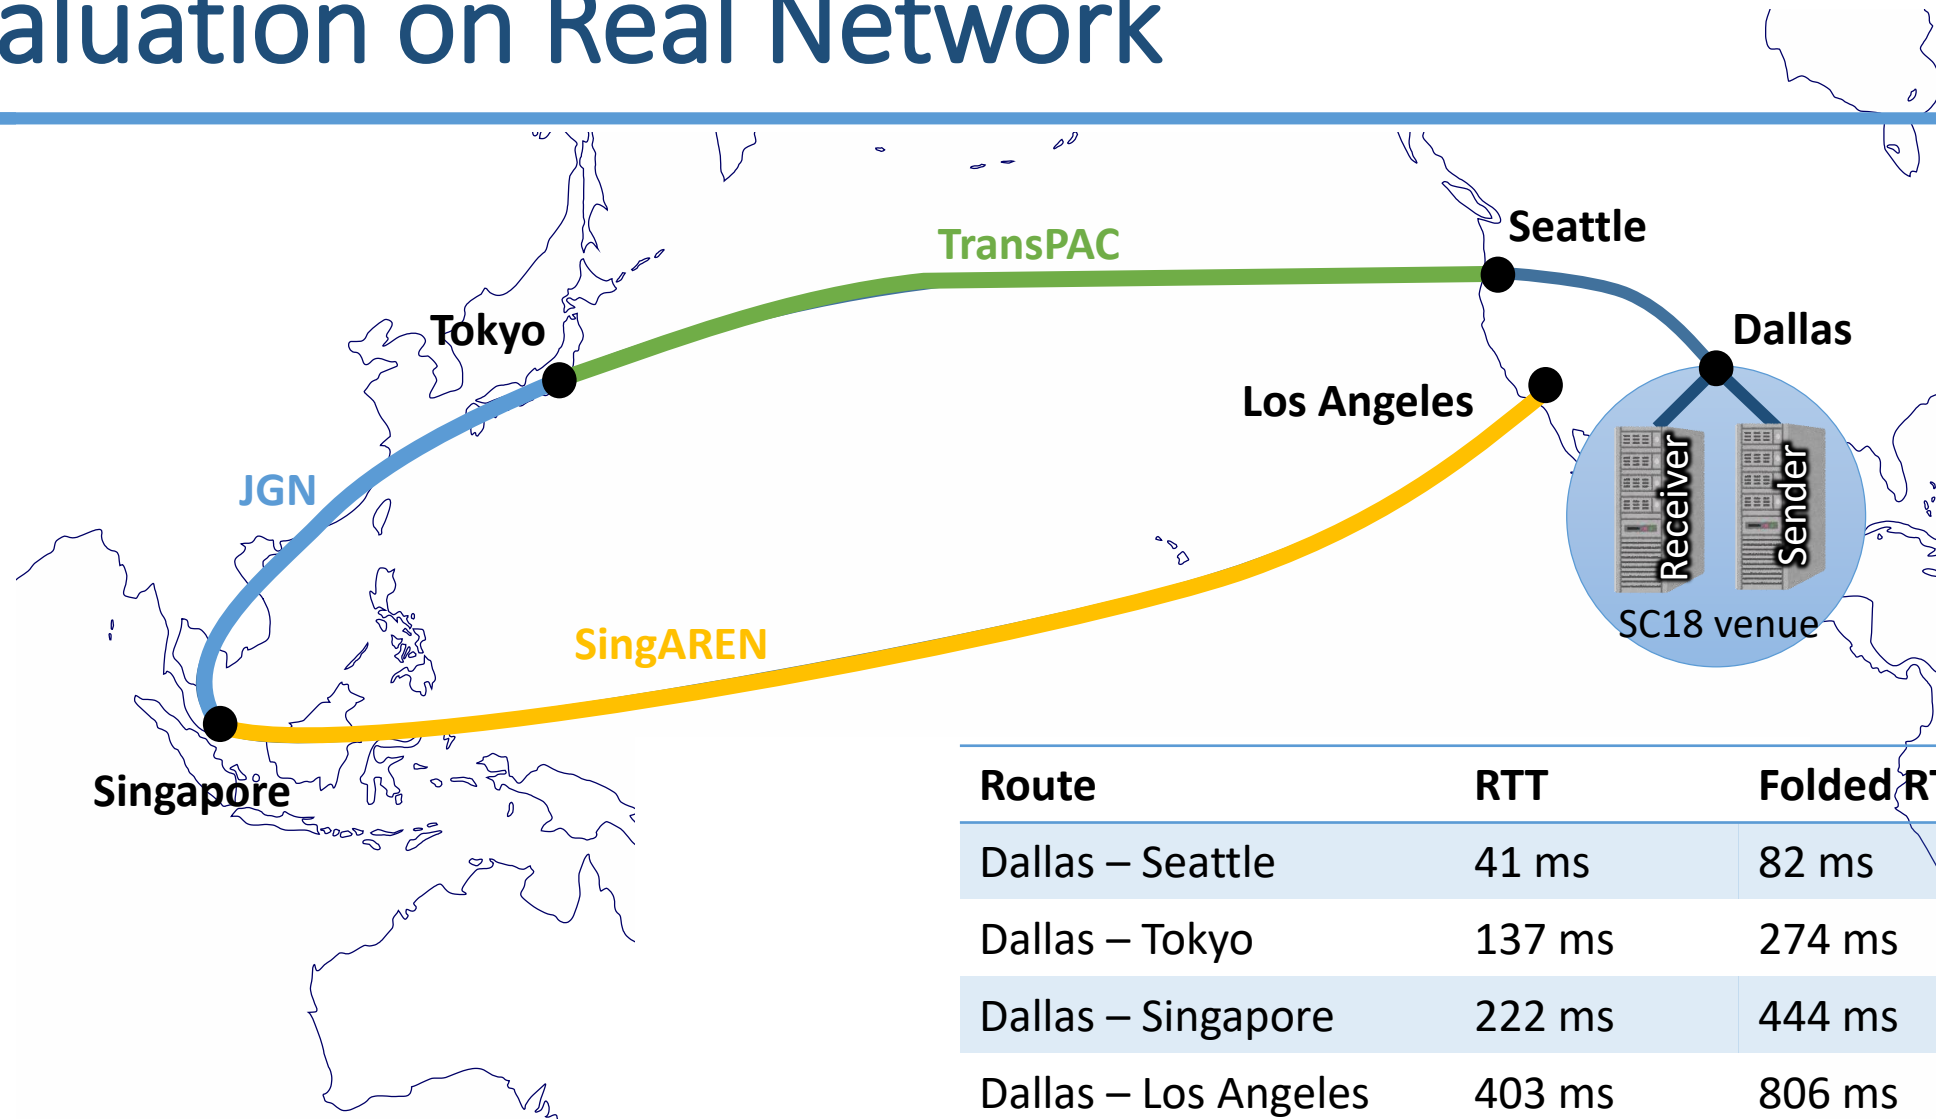 aluation on Real Network
Seattle
TransPAC
Tokyo
Dallas
Los Angeles
JGN
Receiver
Sender
SC18 venue
SingAREN
Singapore
Route RTT Folded RT
Dallas – Seattle 41 ms 82 ms
Dallas – Tokyo 137 ms 274 ms
Dallas – Singapore 222 ms 444 ms
Dallas – Los Angeles 403 ms 806 ms